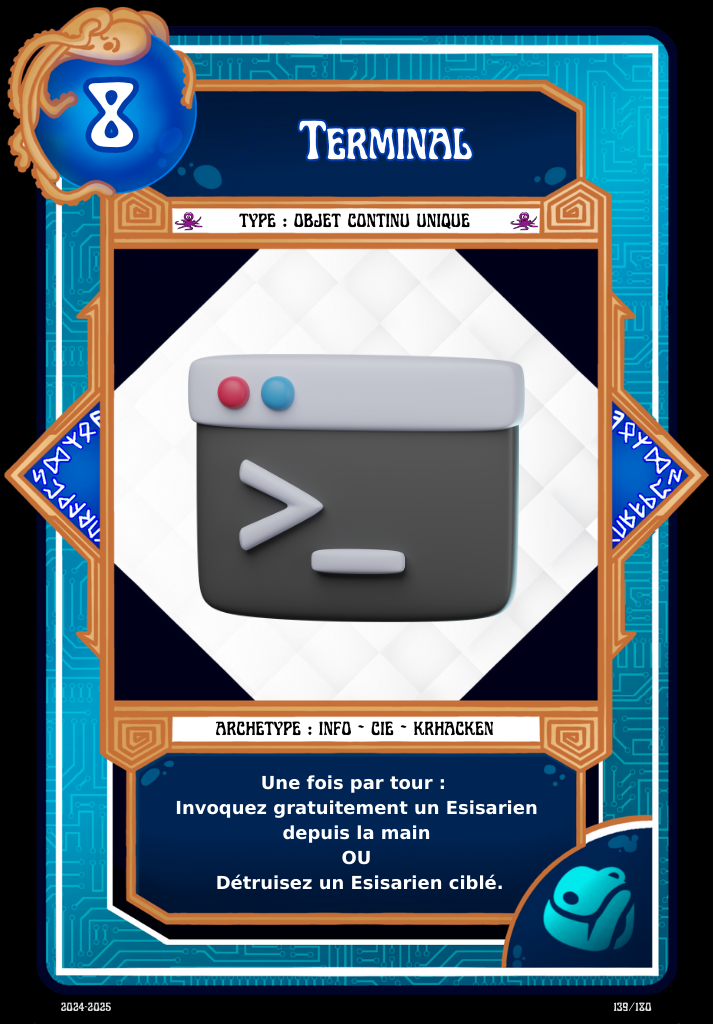 8
TERMINAL
TYPE : OBJET CONTINU UNIQUE
>_
ARCHETYPE : INFO ~ CIE ~ KRHACKEN
Une fois par tour :
Invoquez gratuitement un Esisarien
depuis la main
OU
Détruisez un Esisarien ciblé.
2024-2025
139/180